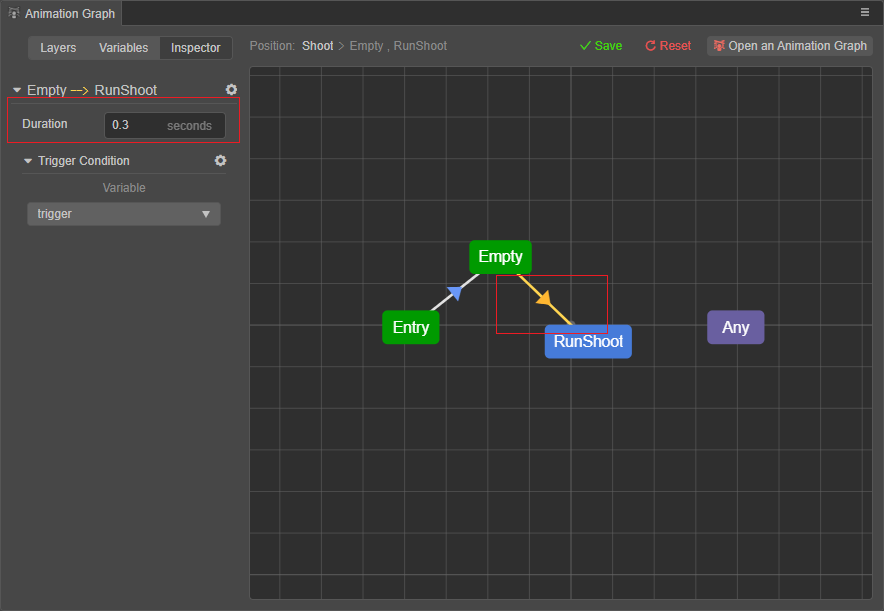 Animation Graph
Layers Variables Inspector
Position: Shoot > Empty , RunShoot
Save Reset Open an Animation Graph
Empty --> RunShoot
Duration 0.3 seconds
Trigger Condition
Variable
trigger
Empty
Entry
RunShoot
Any